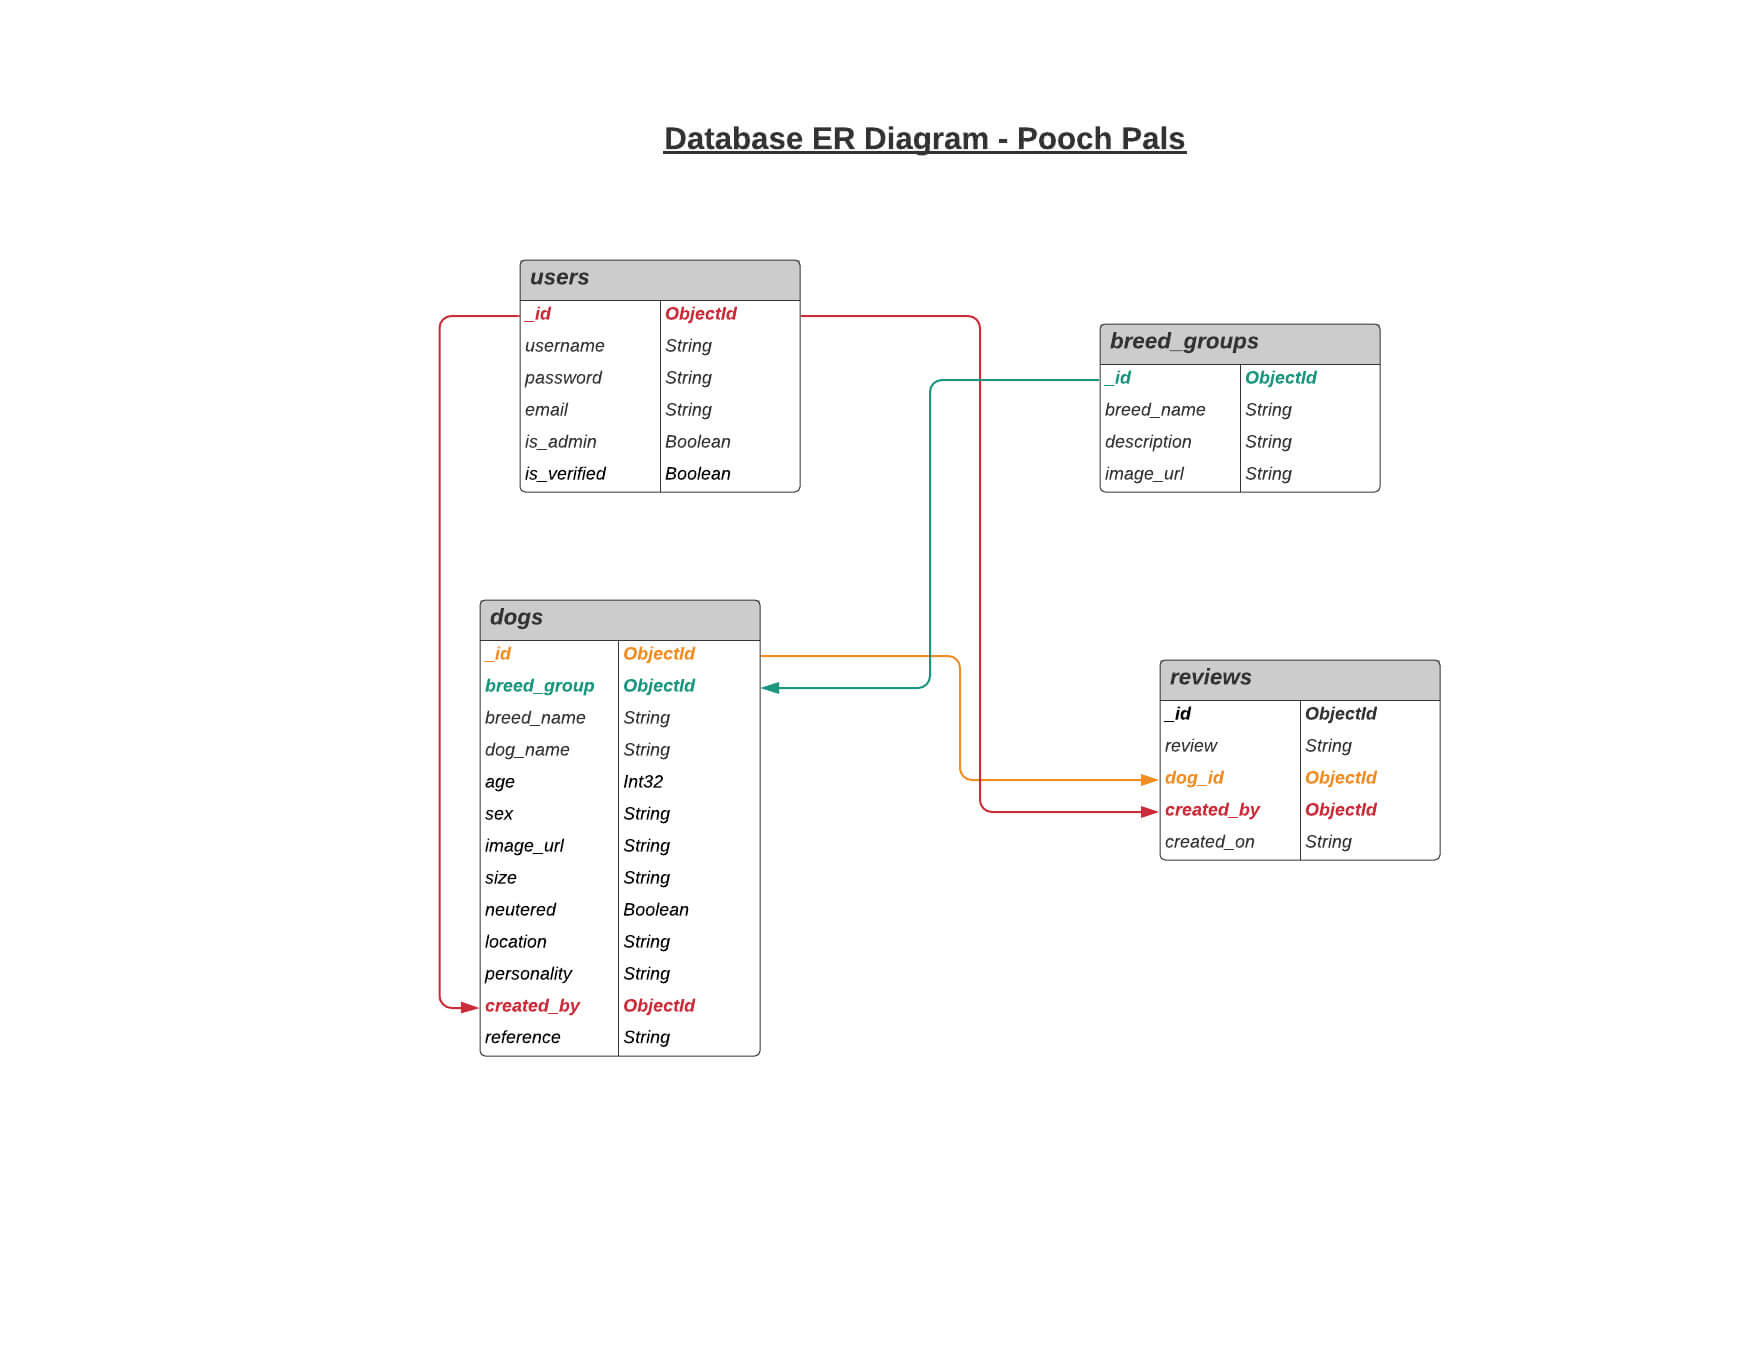 Database ER Diagram - Pooch Pals
users
_id ObjectId
username String
password String
email String
is_admin Boolean
is_verified Boolean
breed_groups
_id ObjectId
breed_name String
description String
image_url String
dogs
_id ObjectId
breed_group ObjectId
breed_name String
dog_name String
age Int32
sex String
image_url String
size String
neutered Boolean
location String
personality String
created_by ObjectId
reference String
reviews
_id ObjectId
review String
dog_id ObjectId
created_by ObjectId
created_on String